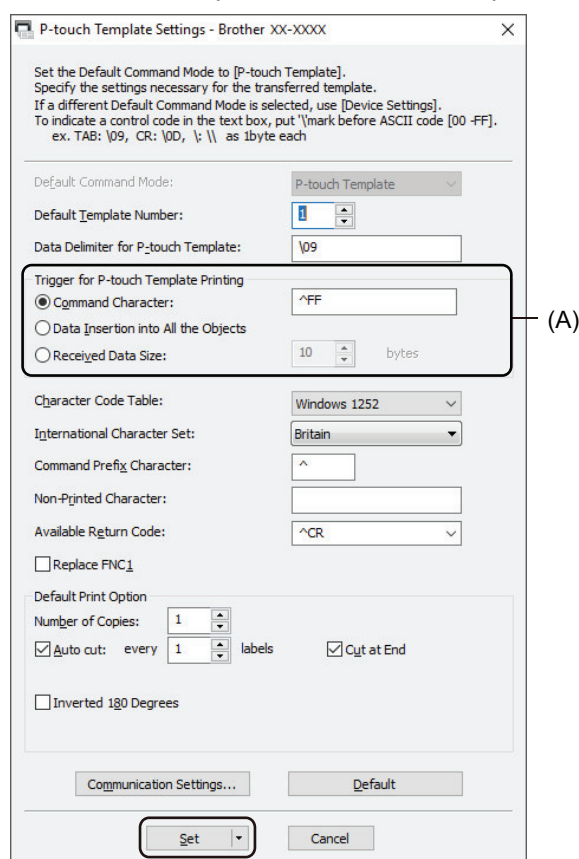 P-touch Template Settings - Brother XX-XXXX
Set the Default Command Mode to [P-touch Template].
Specify the settings necessary for the transferred template.
If a different Default Command Mode is selected, use [Device Settings].
To indicate a control code in the text box, put '\'mark before ASCII code [00 -FF].
ex. TAB: \09, CR: \0D, \: \\ as 1byte each
Default Command Mode: P-touch Template
Default Template Number: 1
Data Delimiter for P-touch Template: \09
Trigger for P-touch Template Printing
Command Character: ^FF
(A)
Data Insertion into All the Objects
Received Data Size: 10 bytes
Character Code Table: Windows 1252
International Character Set: Britain
Command Prefix Character: ^
Non-Printed Character:
Available Return Code: ^CR
Replace FNC1
Default Print Option
Number of Copies: 1
Auto cut: every 1 labels Cut at End
Inverted 180 Degrees
Communication Settings... Default
Set Cancel